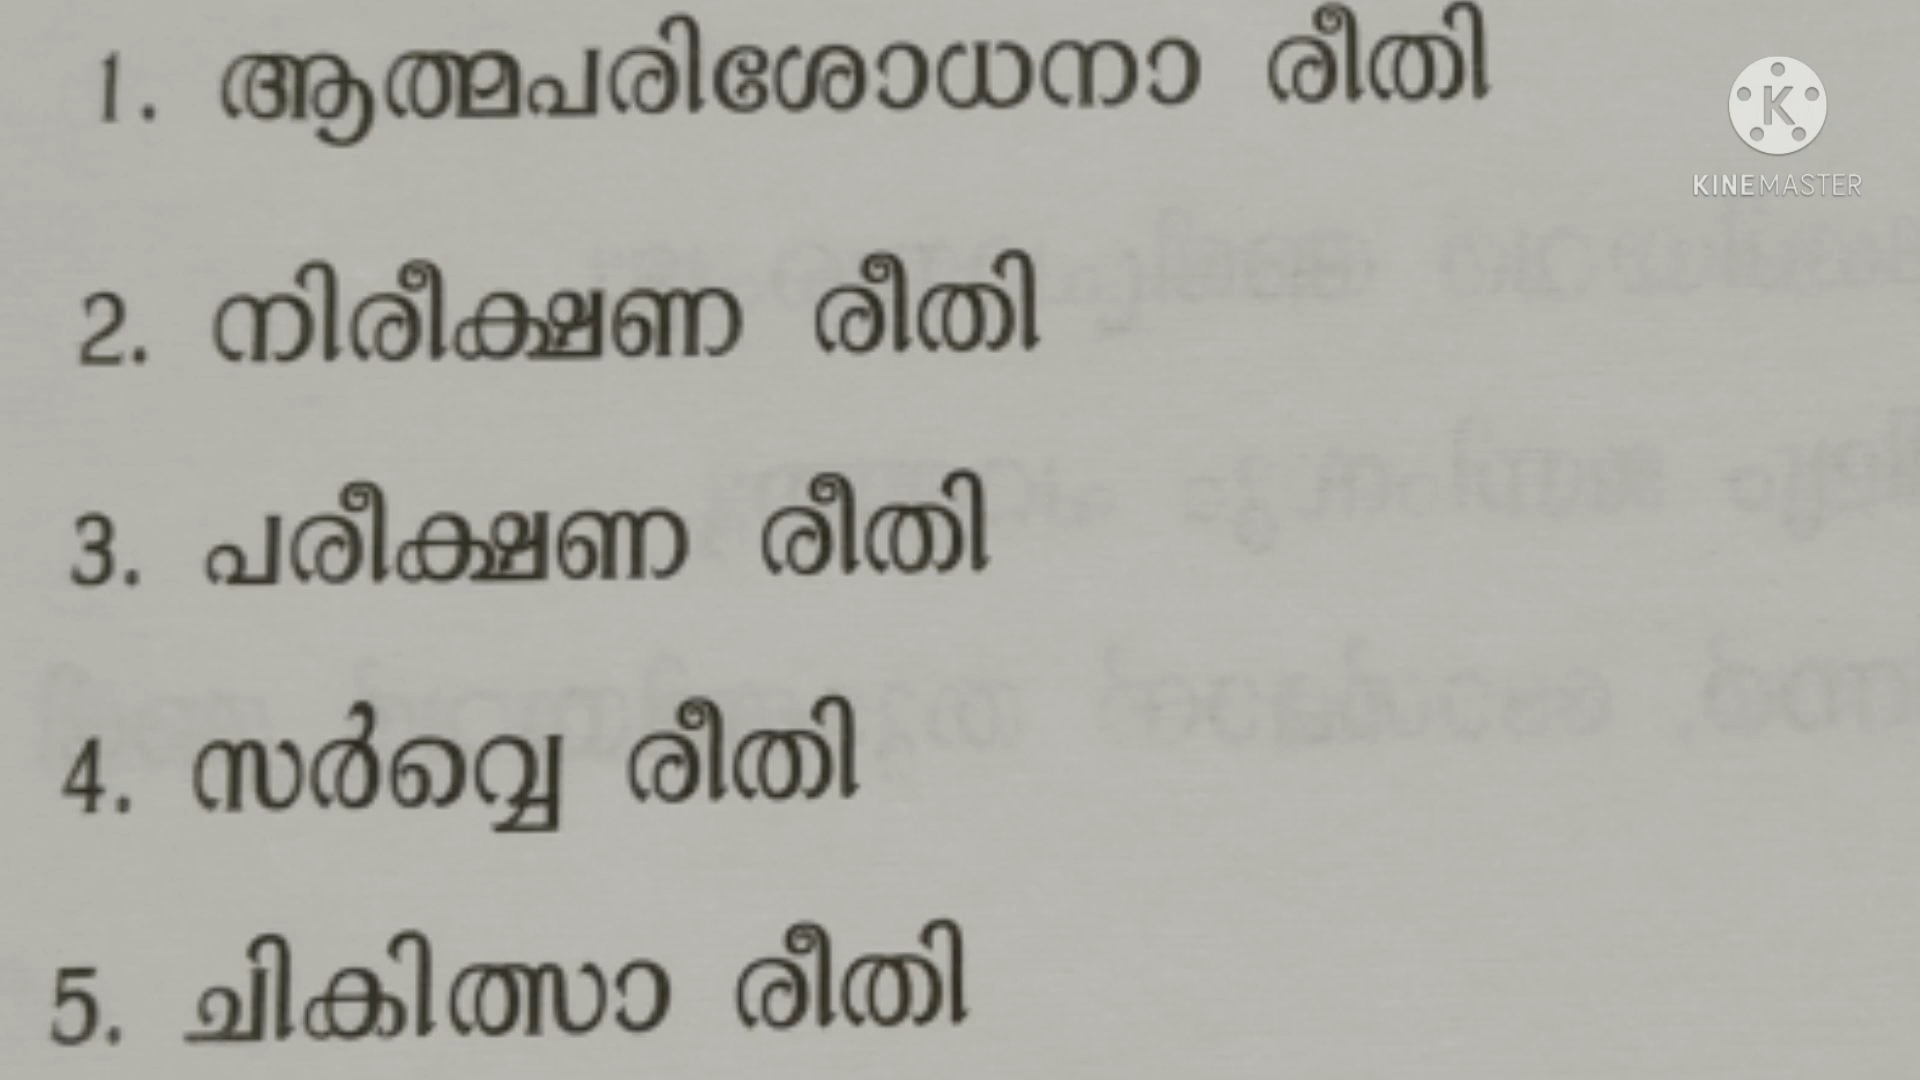 1. ആത്മപരിശോധനാ രീതി
K
KINEMASTER
2. നിരീക്ഷണ രീതി
3. പരീക്ഷണ രീതി
4. സർവ്വെ രീതി
5. ചികിത്സാ രീതി